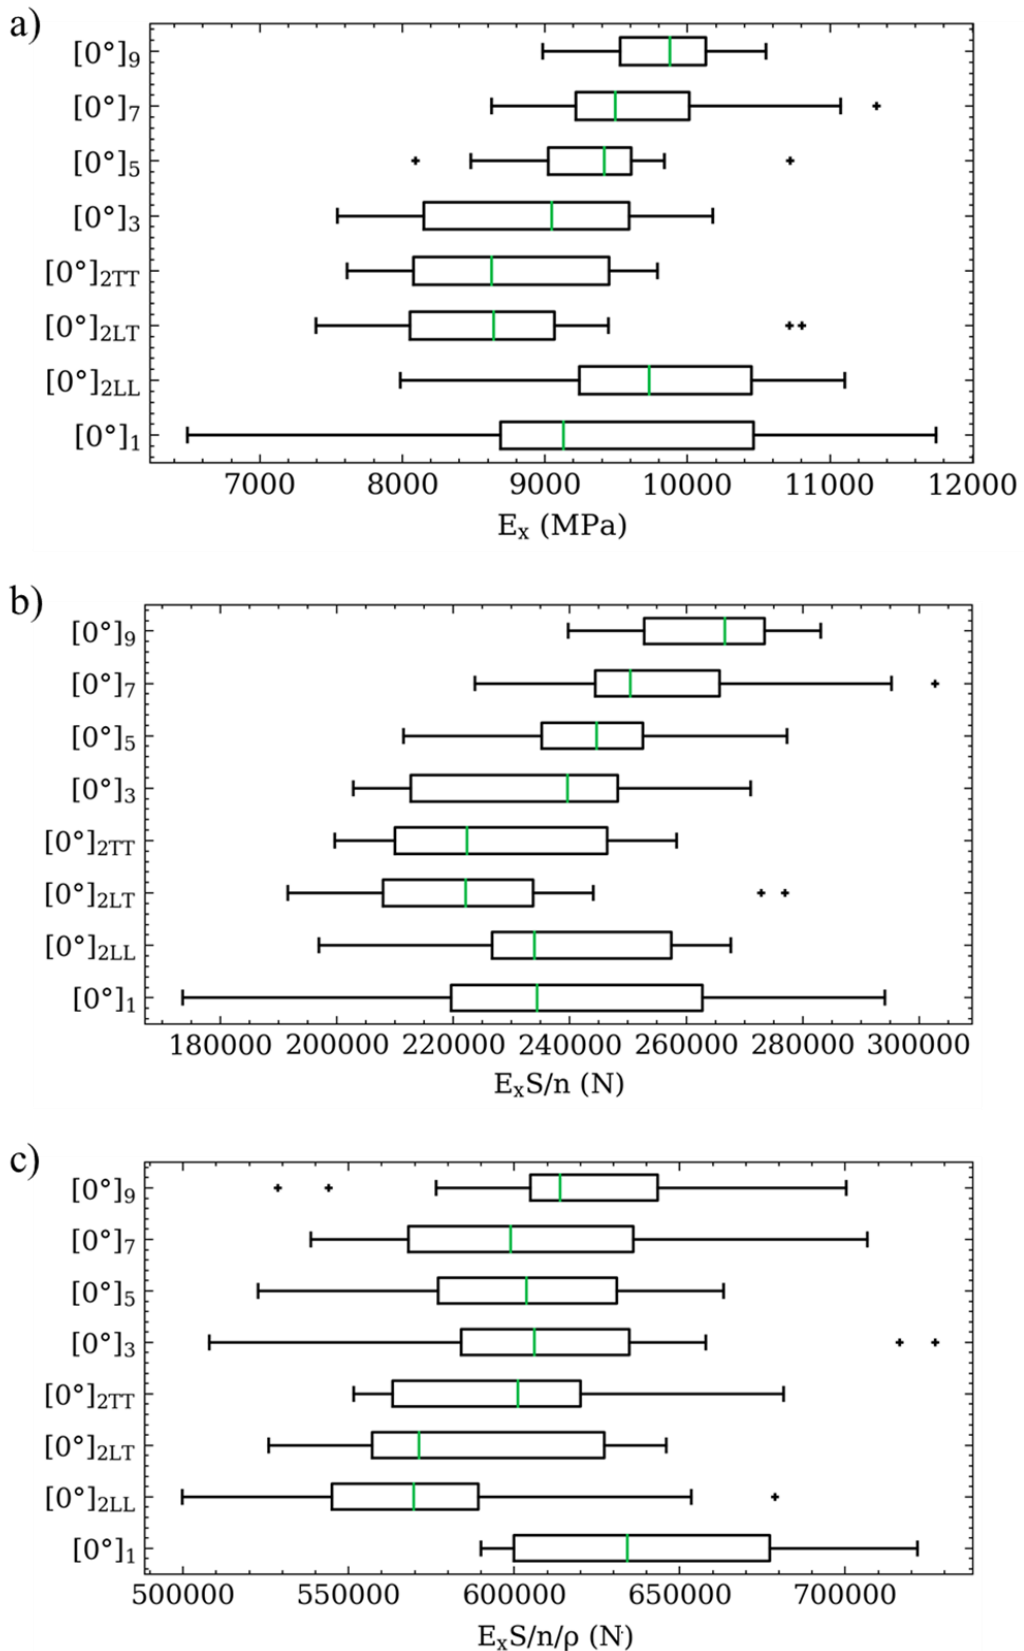 a)
[0°]9
[0°]7
[0°]5
[0°]3
[0°]2TT
[0°]2LT
[0°]2LL
[0°]1
7000 8000 9000 10000 11000 12000
Ex (MPa)
b)
[0°]9
[0°]7
[0°]5
[0°]3
[0°]2TT
[0°]2LT
[0°]2LL
[0°]1
180000 200000 220000 240000 260000 280000 300000
ExS/n (N)
c)
[0°]9
[0°]7
[0°]5
[0°]3
[0°]2TT
[0°]2LT
[0°]2LL
[0°]1
500000 550000 600000 650000 700000
ExS/n/ρ (N)